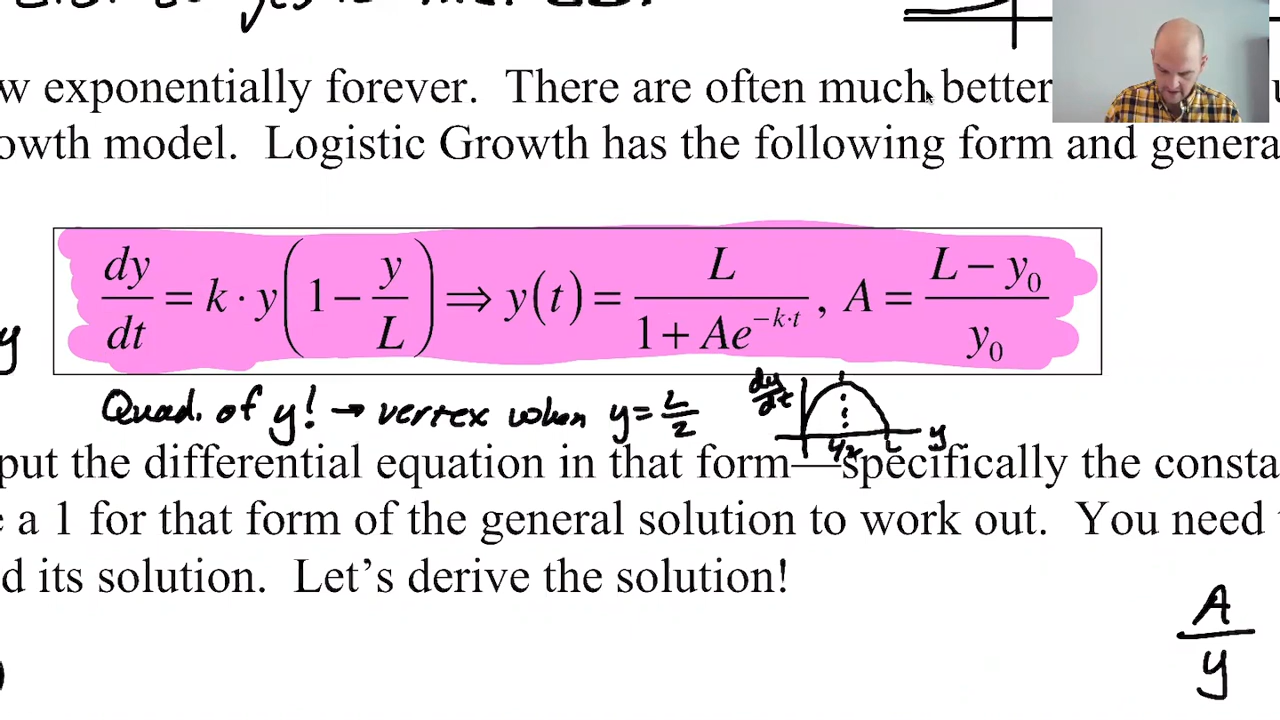 w exponentially forever. There are often much better
owth model. Logistic Growth has the following form and genera
dy/dt = k · y(1 − y/L) ⇒ y(t) = L/(1 + Ae^(−k·t)), A = (L − y₀)/y₀
y
Quad. of y! → vertex when y = L/2 dy/dt L/2 L y
put the differential equation in that form—specifically the consta
e a 1 for that form of the general solution to work out. You need
d its solution. Let’s derive the solution!
A/y